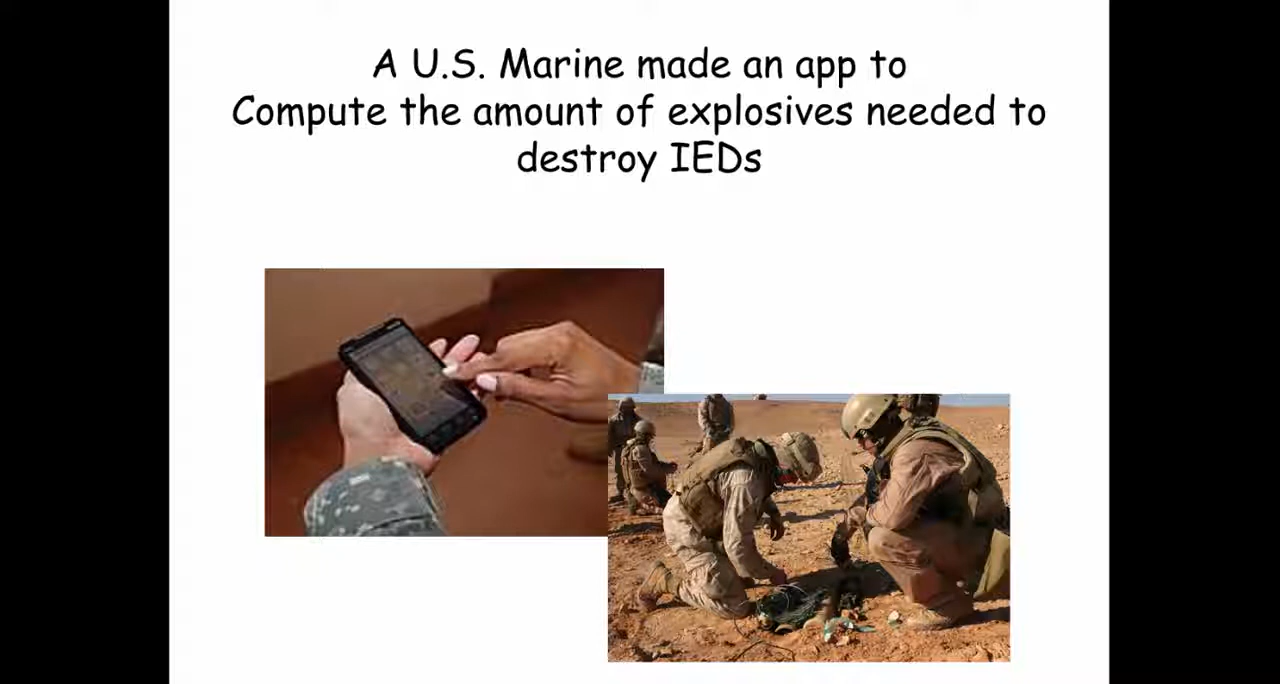 A U.S. Marine made an app to
Compute the amount of explosives needed to
destroy IEDs